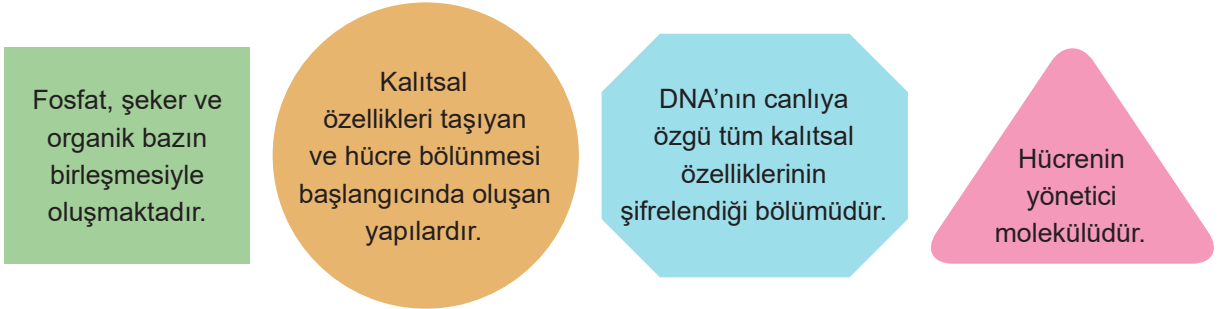 Fosfat, şeker ve
organik bazın
birleşmesiyle
oluşmaktadır.
Kalıtsal
özellikleri taşıyan
ve hücre bölünmesi
başlangıcında oluşan
yapılardır.
DNA’nın canlıya
özgü tüm kalıtsal
özelliklerinin
şifrelendiği bölümüdür.
Hücrenin
yönetici
molekülüdür.